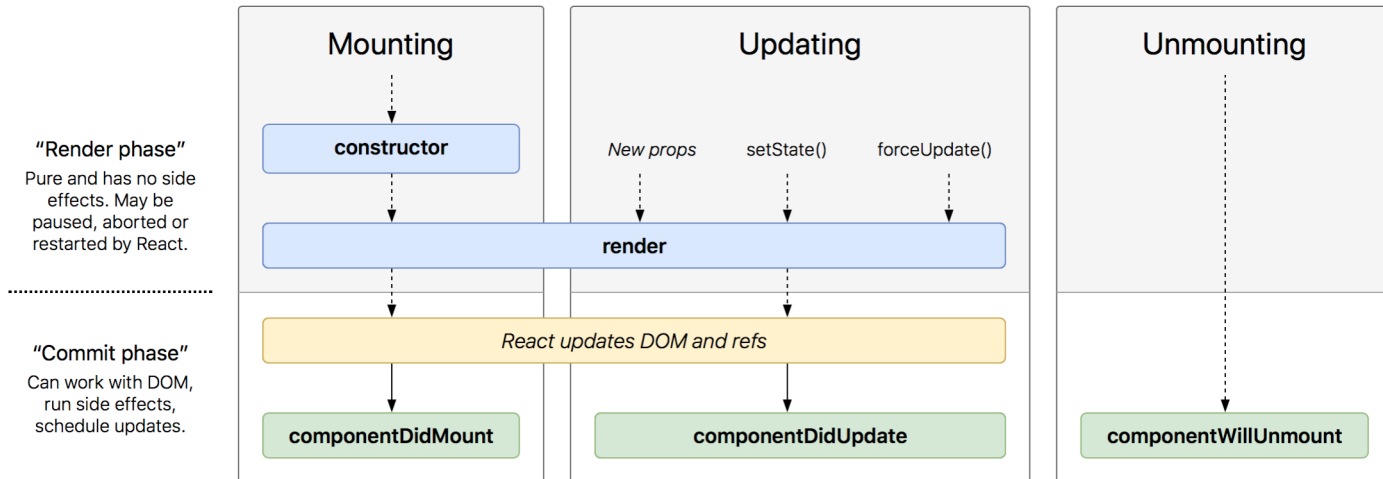 Mounting
Updating
Unmounting
“Render phase”
Pure and has no side
effects. May be
paused, aborted or
restarted by React.
constructor
New props
setState()
forceUpdate()
render
“Commit phase”
Can work with DOM,
run side effects,
schedule updates.
React updates DOM and refs
componentDidMount
componentDidUpdate
componentWillUnmount